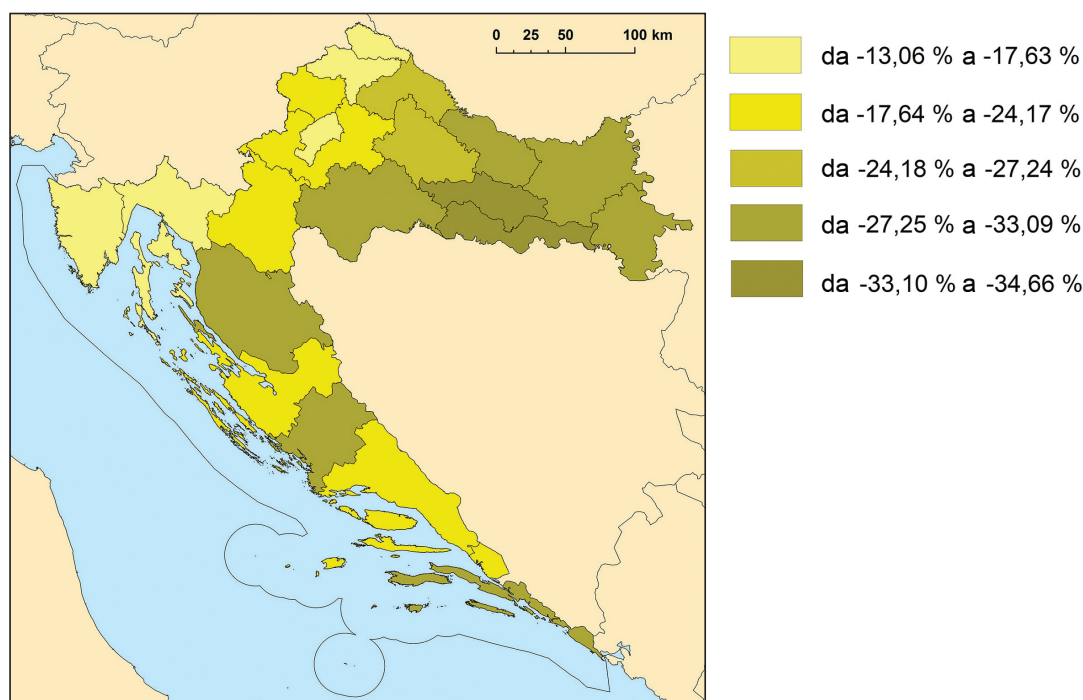 0 25 50 100 km
da -13,06 % a -17,63 %
da -17,64 % a -24,17 %
da -24,18 % a -27,24 %
da -27,25 % a -33,09 %
da -33,10 % a -34,66 %